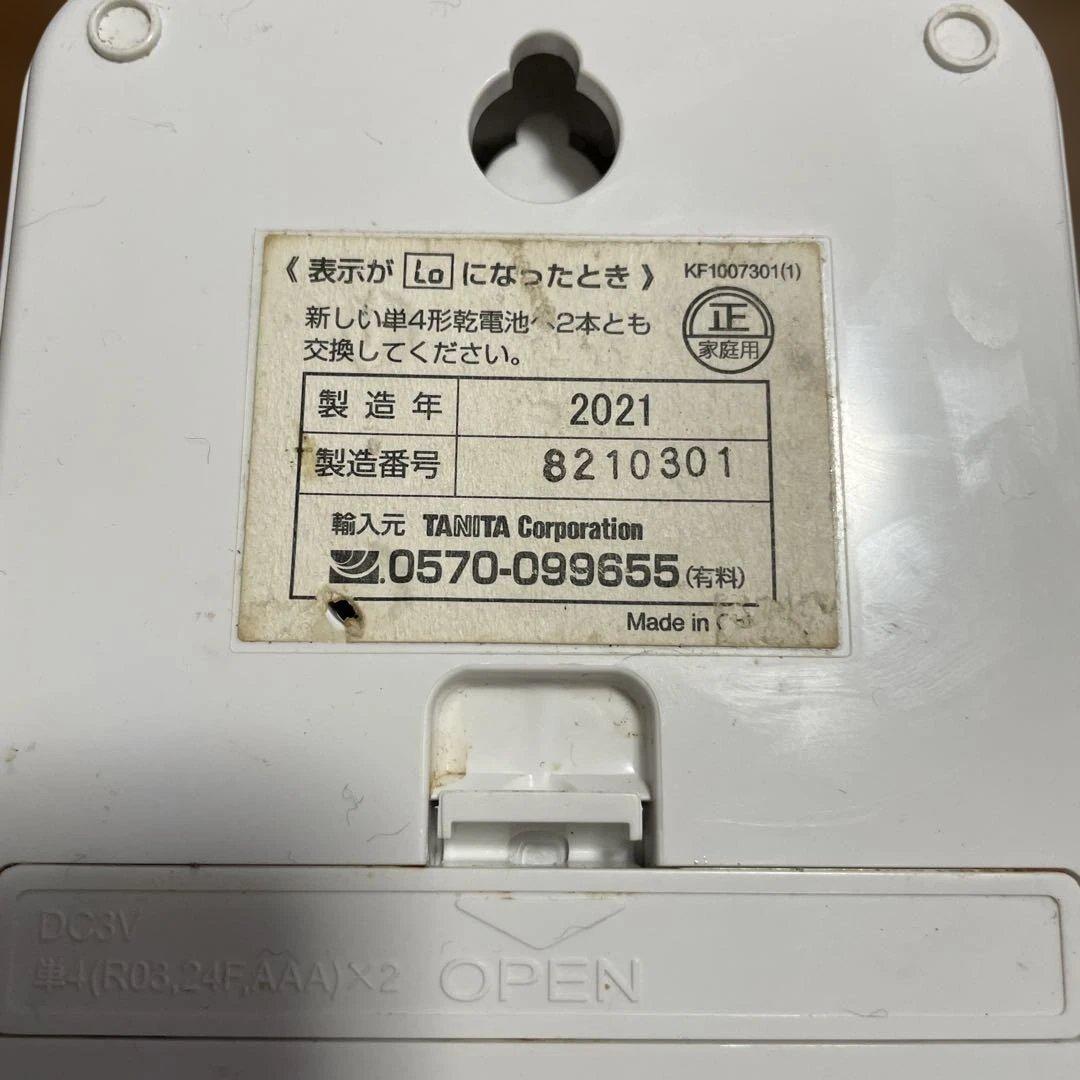 《 表示が Lo になったとき 》
KF1007301(1)
新しい単4形乾電池へ2本とも
交換してください。
正
家庭用
製造年 2021
製造番号 8210301
輸入元 TANITA Corporation
0570-099655 (有料)
Made in
DC3V
単4(R03,24F,AAA)×2
OPEN